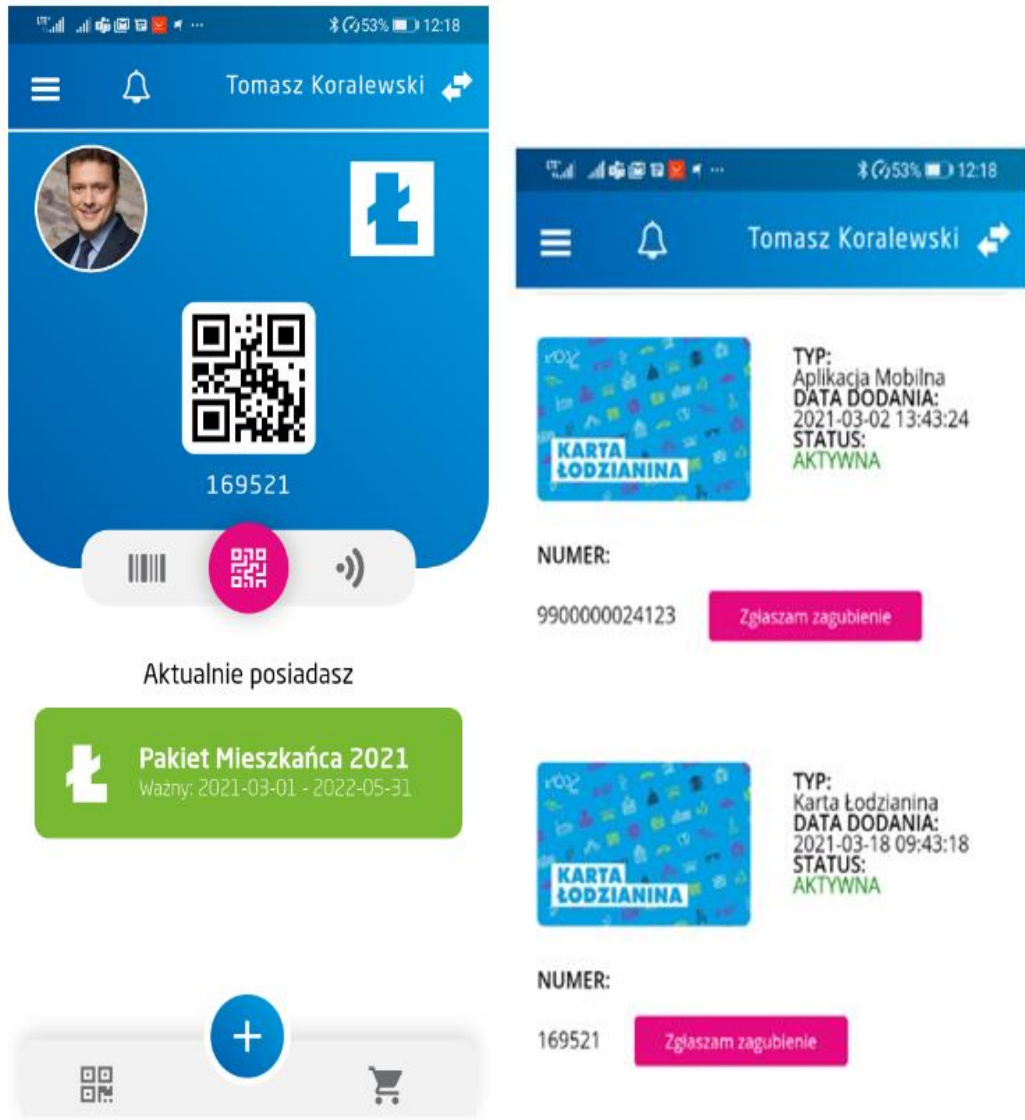 53% 12:18
Tomasz Koralewski
Ł
169521
Aktualnie posiadasz
Ł
Pakiet Mieszkańca 2021
Ważny: 2021-03-01 - 2022-05-31
53% 12:18
Tomasz Koralewski
KARTA
ŁODZIANINA
TYP:
Aplikacja Mobilna
DATA DODANIA:
2021-03-02 13:43:24
STATUS:
AKTYWNA
NUMER:
9900000024123 Zgłaszam zagubienie
KARTA
ŁODZIANINA
TYP:
Karta Łodzianina
DATA DODANIA:
2021-03-18 09:43:18
STATUS:
AKTYWNA
NUMER:
169521 Zgłaszam zagubienie